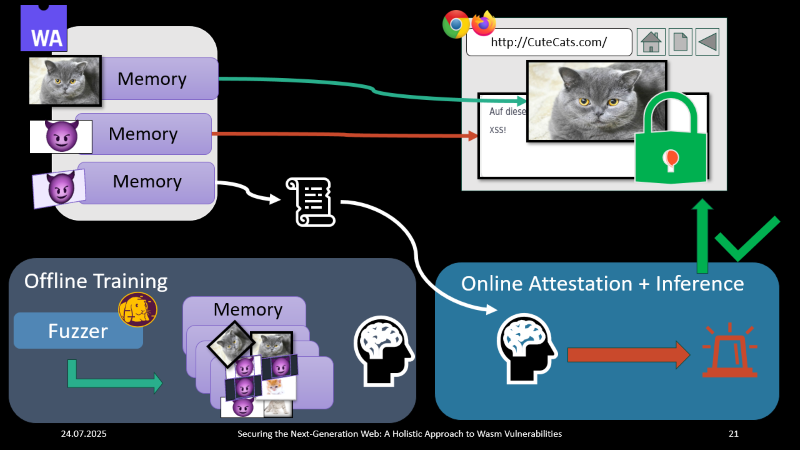 WA
Memory
Memory
Memory
http://CuteCats.com/
Auf diese
XSS!
Offline Training
Fuzzer
Memory
Online Attestation + Inference
24.07.2025
Securing the Next-Generation Web: A Holistic Approach to Wasm Vulnerabilities
21